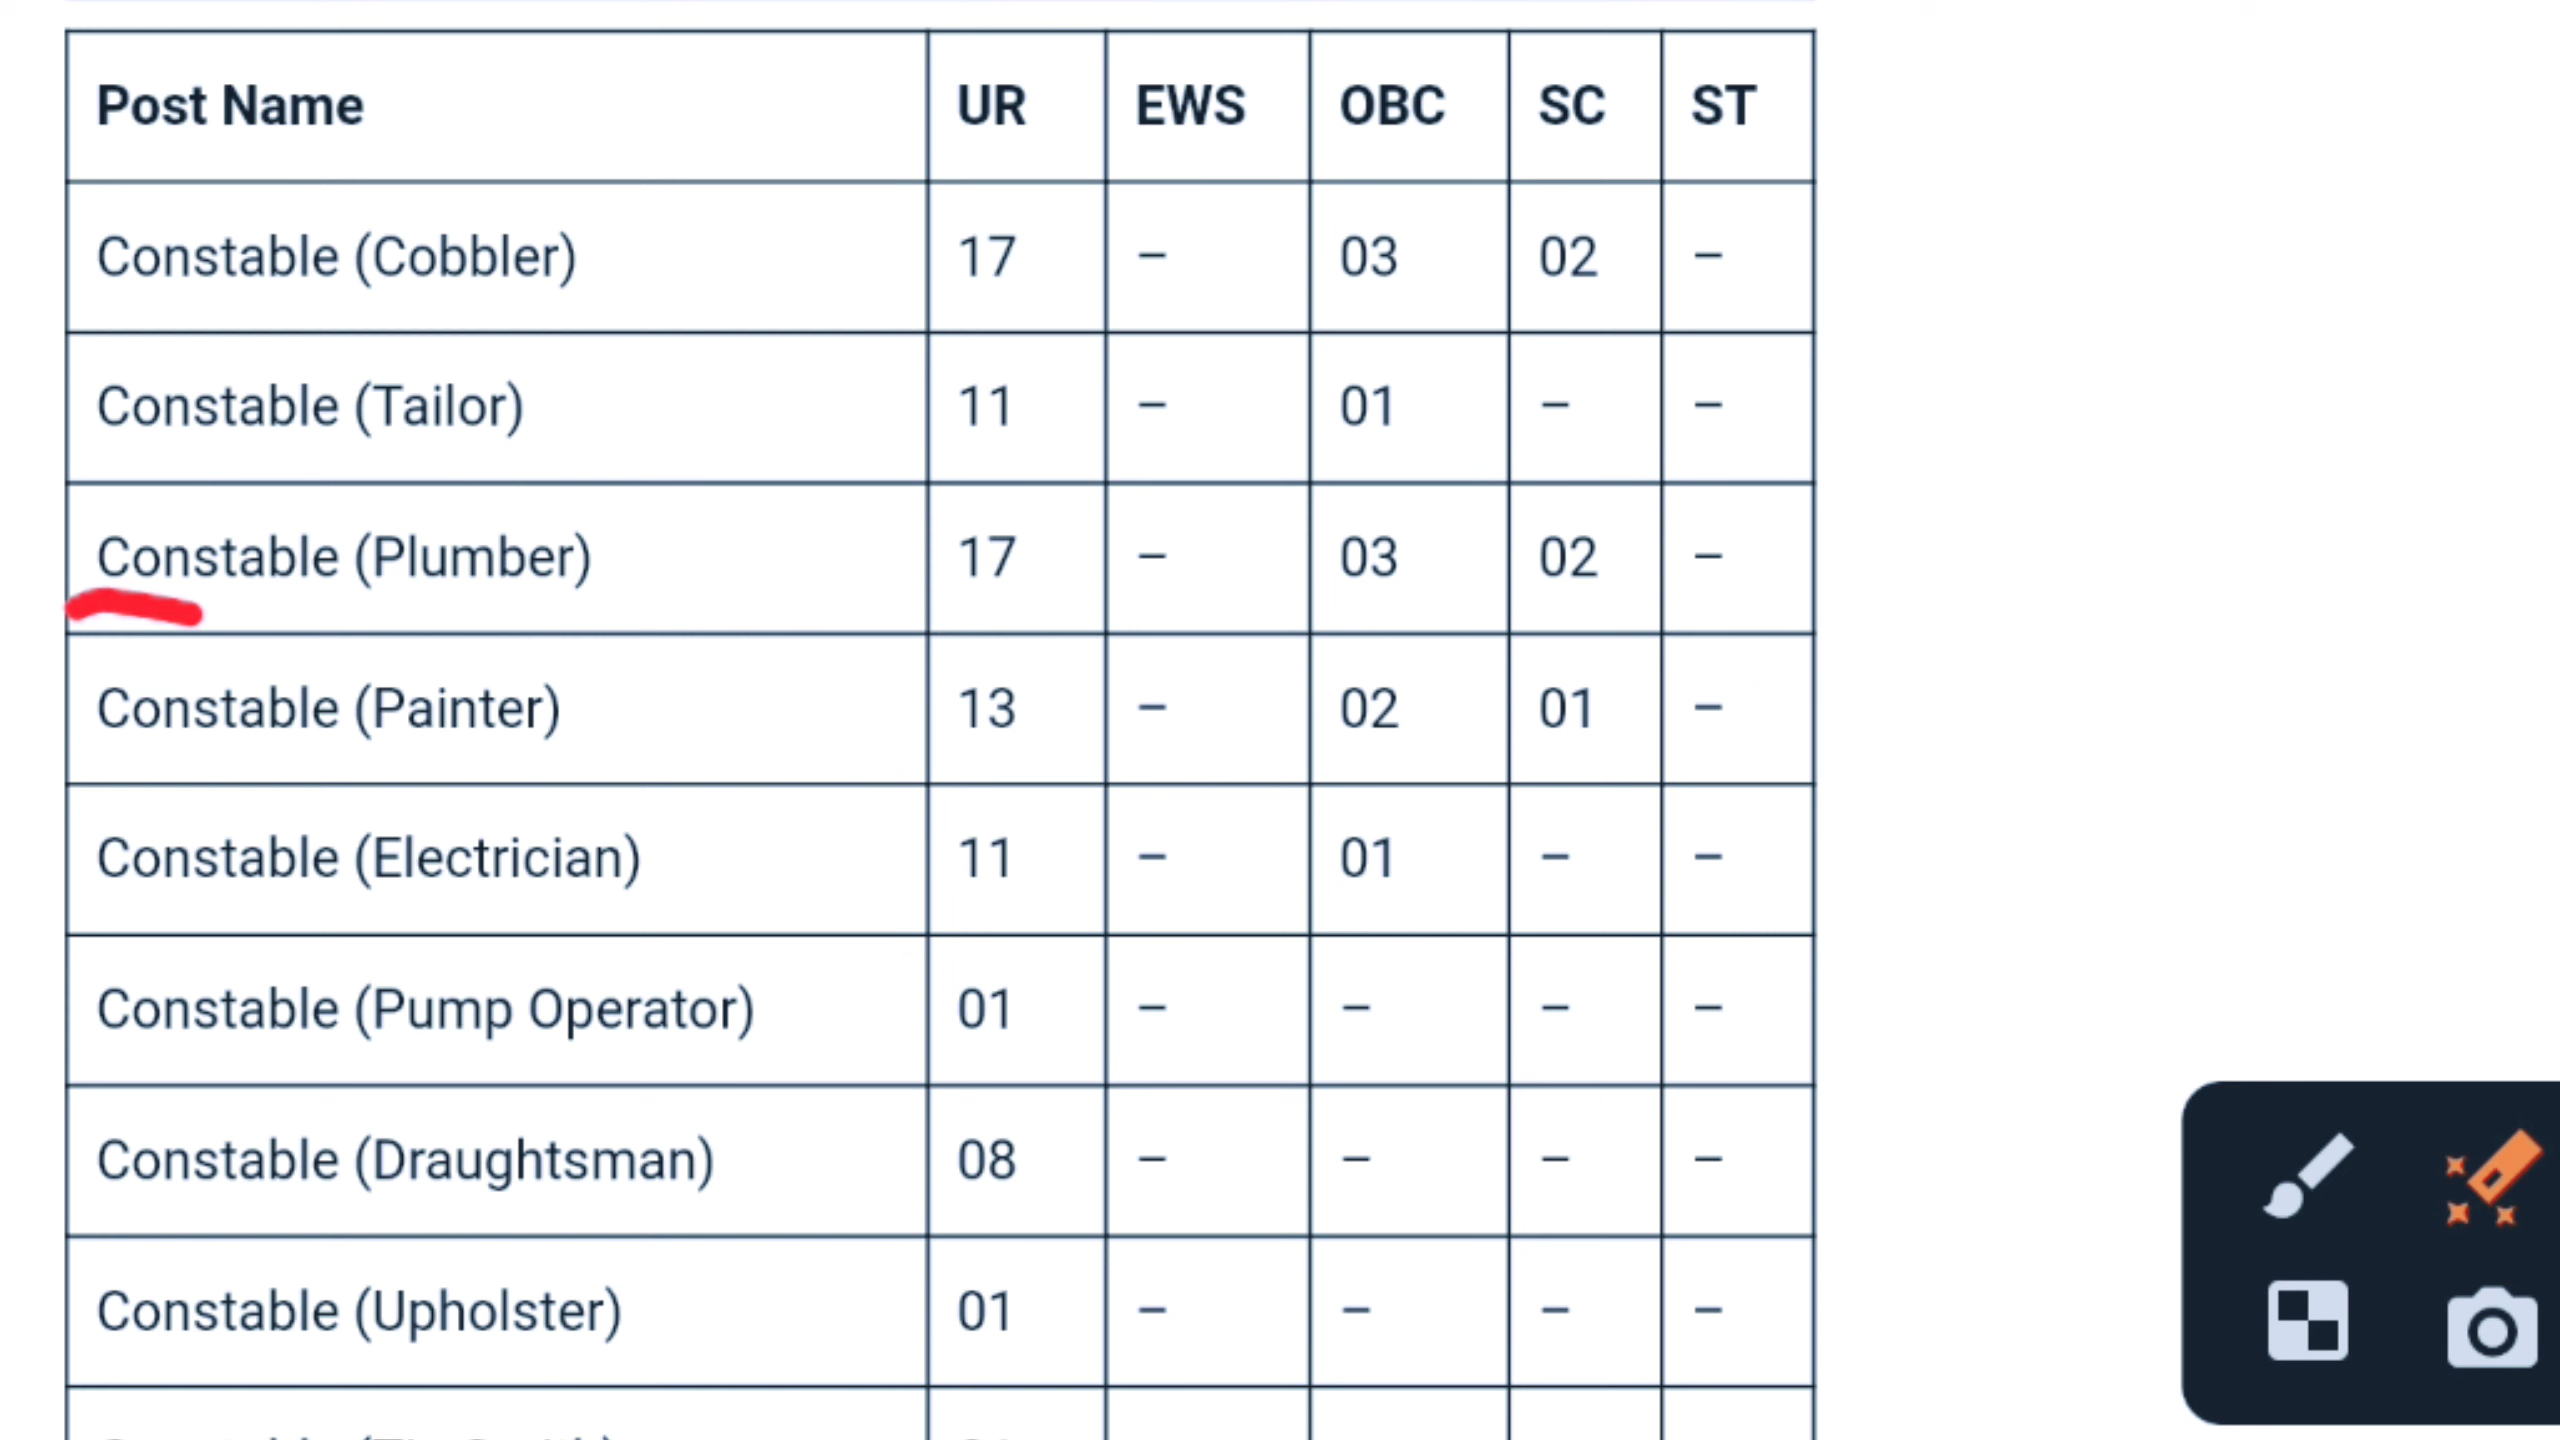 Post Name UR EWS OBC SC ST
Constable (Cobbler) 17 – 03 02 –
Constable (Tailor) 11 – 01 – –
Constable (Plumber) 17 – 03 02 –
Constable (Painter) 13 – 02 01 –
Constable (Electrician) 11 – 01 – –
Constable (Pump Operator) 01 – – – –
Constable (Draughtsman) 08 – – – –
Constable (Upholster) 01 – – – –